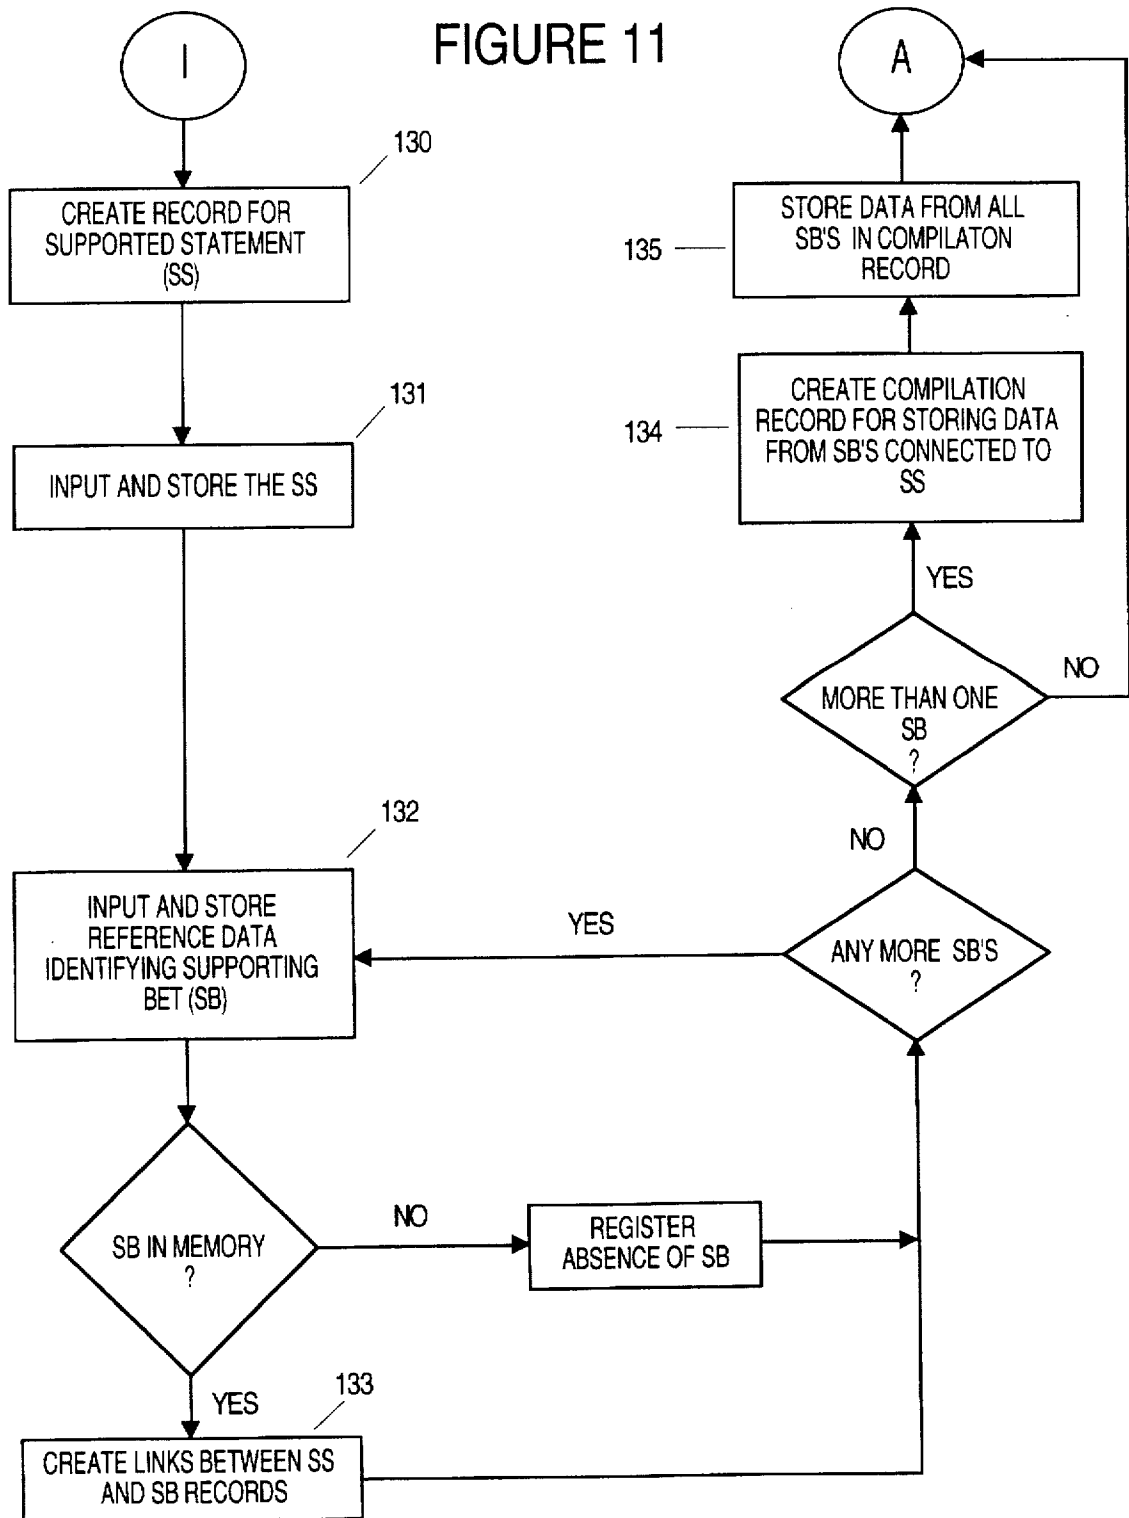 FIGURE 11
I
130
CREATE RECORD FOR
SUPPORTED STATEMENT
(SS)
131
INPUT AND STORE THE SS
132
INPUT AND STORE
REFERENCE DATA
IDENTIFYING SUPPORTING
BET (SB)
SB IN MEMORY
?
NO
REGISTER
ABSENCE OF SB
YES
133
CREATE LINKS BETWEEN SS
AND SB RECORDS
YES
ANY MORE SB'S
?
NO
MORE THAN ONE
SB
?
NO
YES
134
CREATE COMPILATION
RECORD FOR STORING DATA
FROM SB'S CONNECTED TO
SS
135
STORE DATA FROM ALL
SB'S IN COMPILATON
RECORD
A